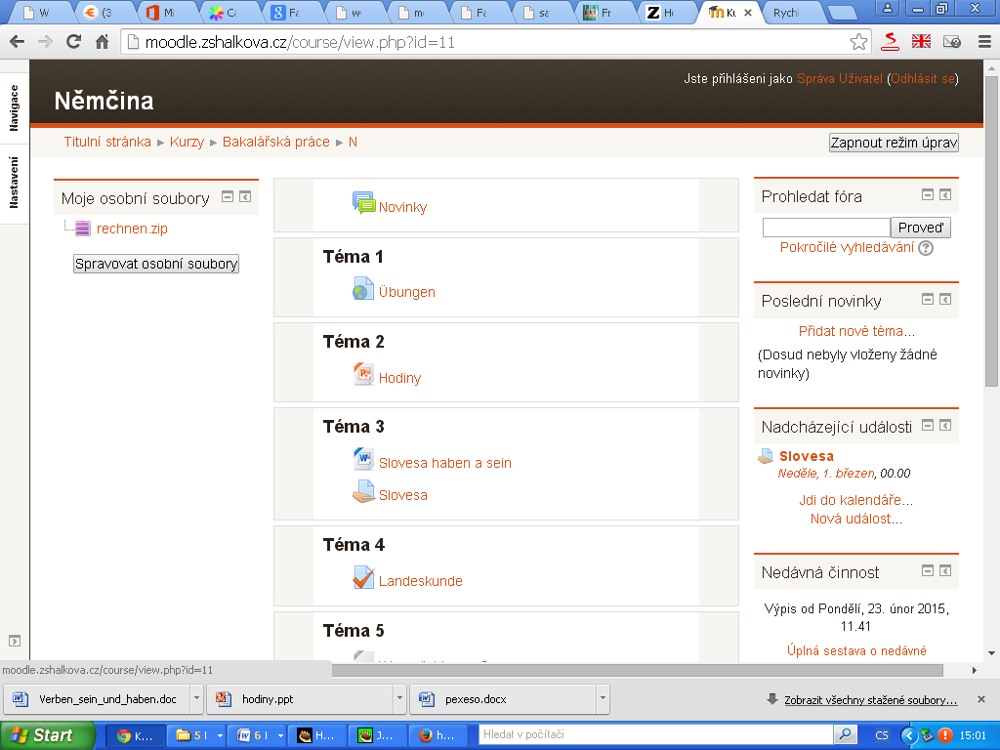 W
(3
Mi
Ca
Fa
we
m
Fa
sa
Fr
Ho
Ku
Rychl
moodle.zshalkova.cz/course/view.php?id=11
Jste přihlášeni jako Správa Uživatel (Odhlásit se)
Němčina
Navigace
Nastavení
Titulní stránka ► Kurzy ► Bakalářská práce ► N
Zapnout režim úprav
Moje osobní soubory
rechnen.zip
Spravovat osobní soubory
Novinky
Téma 1
Übungen
Téma 2
Hodiny
Téma 3
Slovesa haben a sein
Slovesa
Téma 4
Landeskunde
Téma 5
Prohledat fóra
Proveď
Pokročilé vyhledávání
Poslední novinky
Přidat nové téma...
(Dosud nebyly vloženy žádné
novinky)
Nadcházející události
Slovesa
Neděle, 1. březen, 00.00
Jdi do kalendáře...
Nová událost...
Nedávná činnost
Výpis od Pondělí, 23. únor 2015,
11.41
Úplná sestava o nedávné
moodle.zshalkova.cz/course/view.php?id=11
Verben_sein_und_haben.doc
hodiny.ppt
pexeso.docx
Zobrazit všechny stažené soubory...
Start
K...
5 I
6 I
H...
J...
h...
Hledat v počítači
CS
15:01